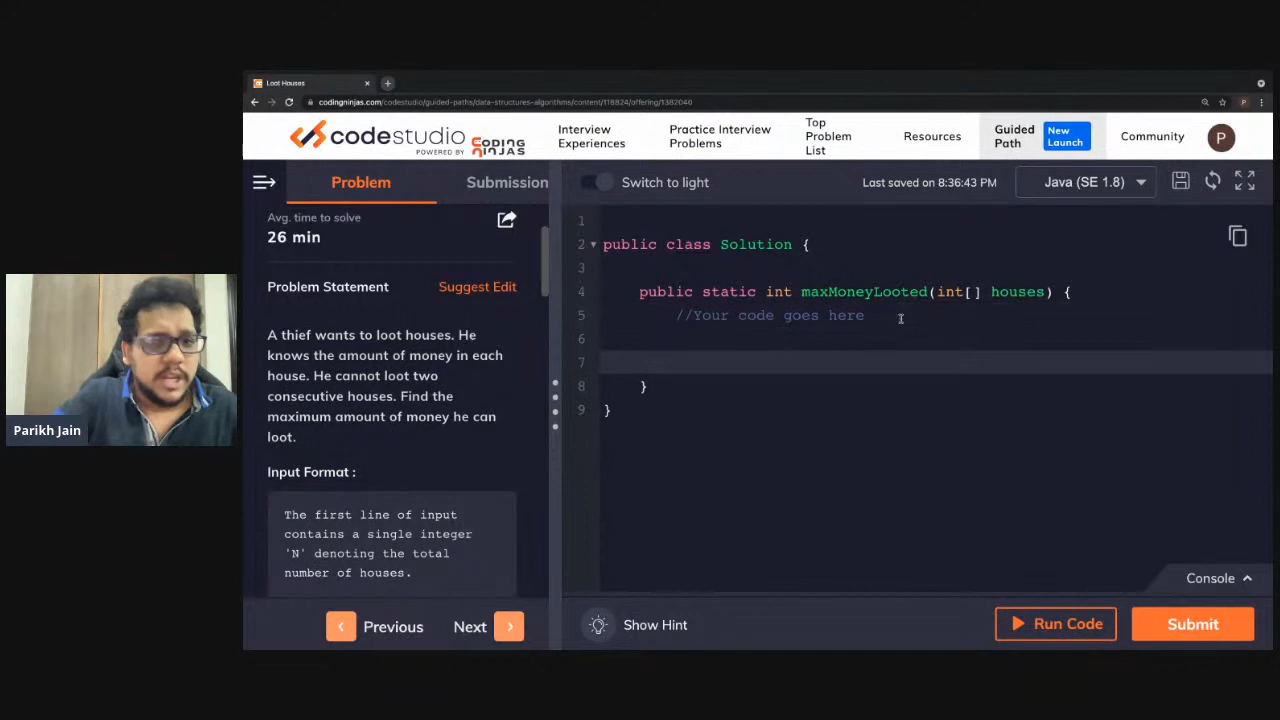 Loot Houses
codingninjas.com/codestudio/guided-paths/data-structures-algorithms/content/118824/offering/1382040
P
codestudio
POWERED BY CODING NINJAS
Interview Experiences
Practice Interview Problems
Top Problem List
Resources
Guided Path
New Launch
Community
P
Problem
Submission
Switch to light
Last saved on 8:36:43 PM
Java (SE 1.8)
Avg. time to solve
26 min
Problem Statement
Suggest Edit
A thief wants to loot houses. He
knows the amount of money in each
house. He cannot loot two
consecutive houses. Find the
maximum amount of money he can
loot.
Input Format :
The first line of input
contains a single integer
'N' denoting the total
number of houses.
Previous
Next
1
2 public class Solution {
3
4 public static int maxMoneyLooted(int[] houses) {
5 //Your code goes here
6
7
8 }
9 }
Console
Show Hint
Run Code
Submit
Parikh Jain